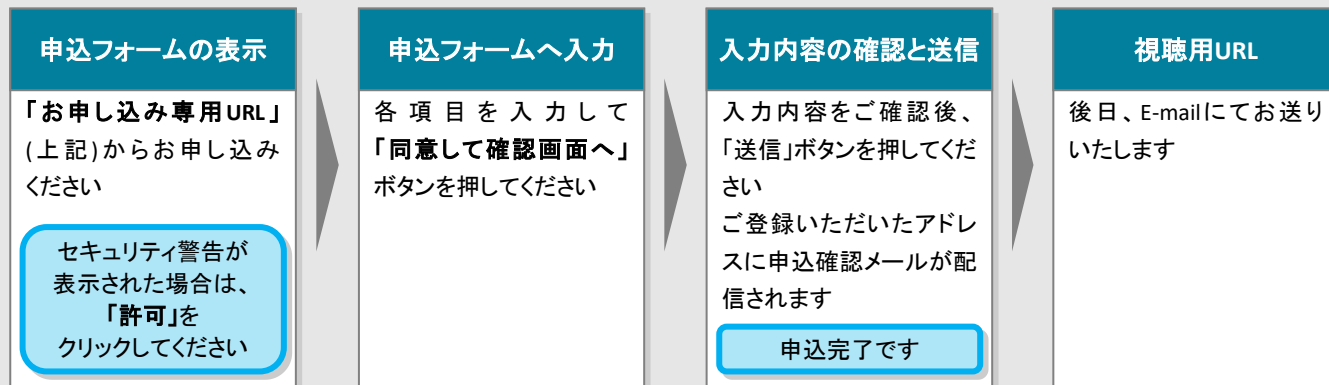 申込フォームの表示
「お申し込み専用URL」
(上記)からお申し込み
ください
セキュリティ警告が
表示された場合は、
「許可」を
クリックしてください
申込フォームへ入力
各項目を入力して
「同意して確認画面へ」
ボタンを押してください
入力内容の確認と送信
入力内容をご確認後、
「送信」ボタンを押してくだ
さい
ご登録いただいたアドレ
スに申込確認メールが配
信されます
申込完了です
視聴用URL
後日、E-mailにてお送り
いたします